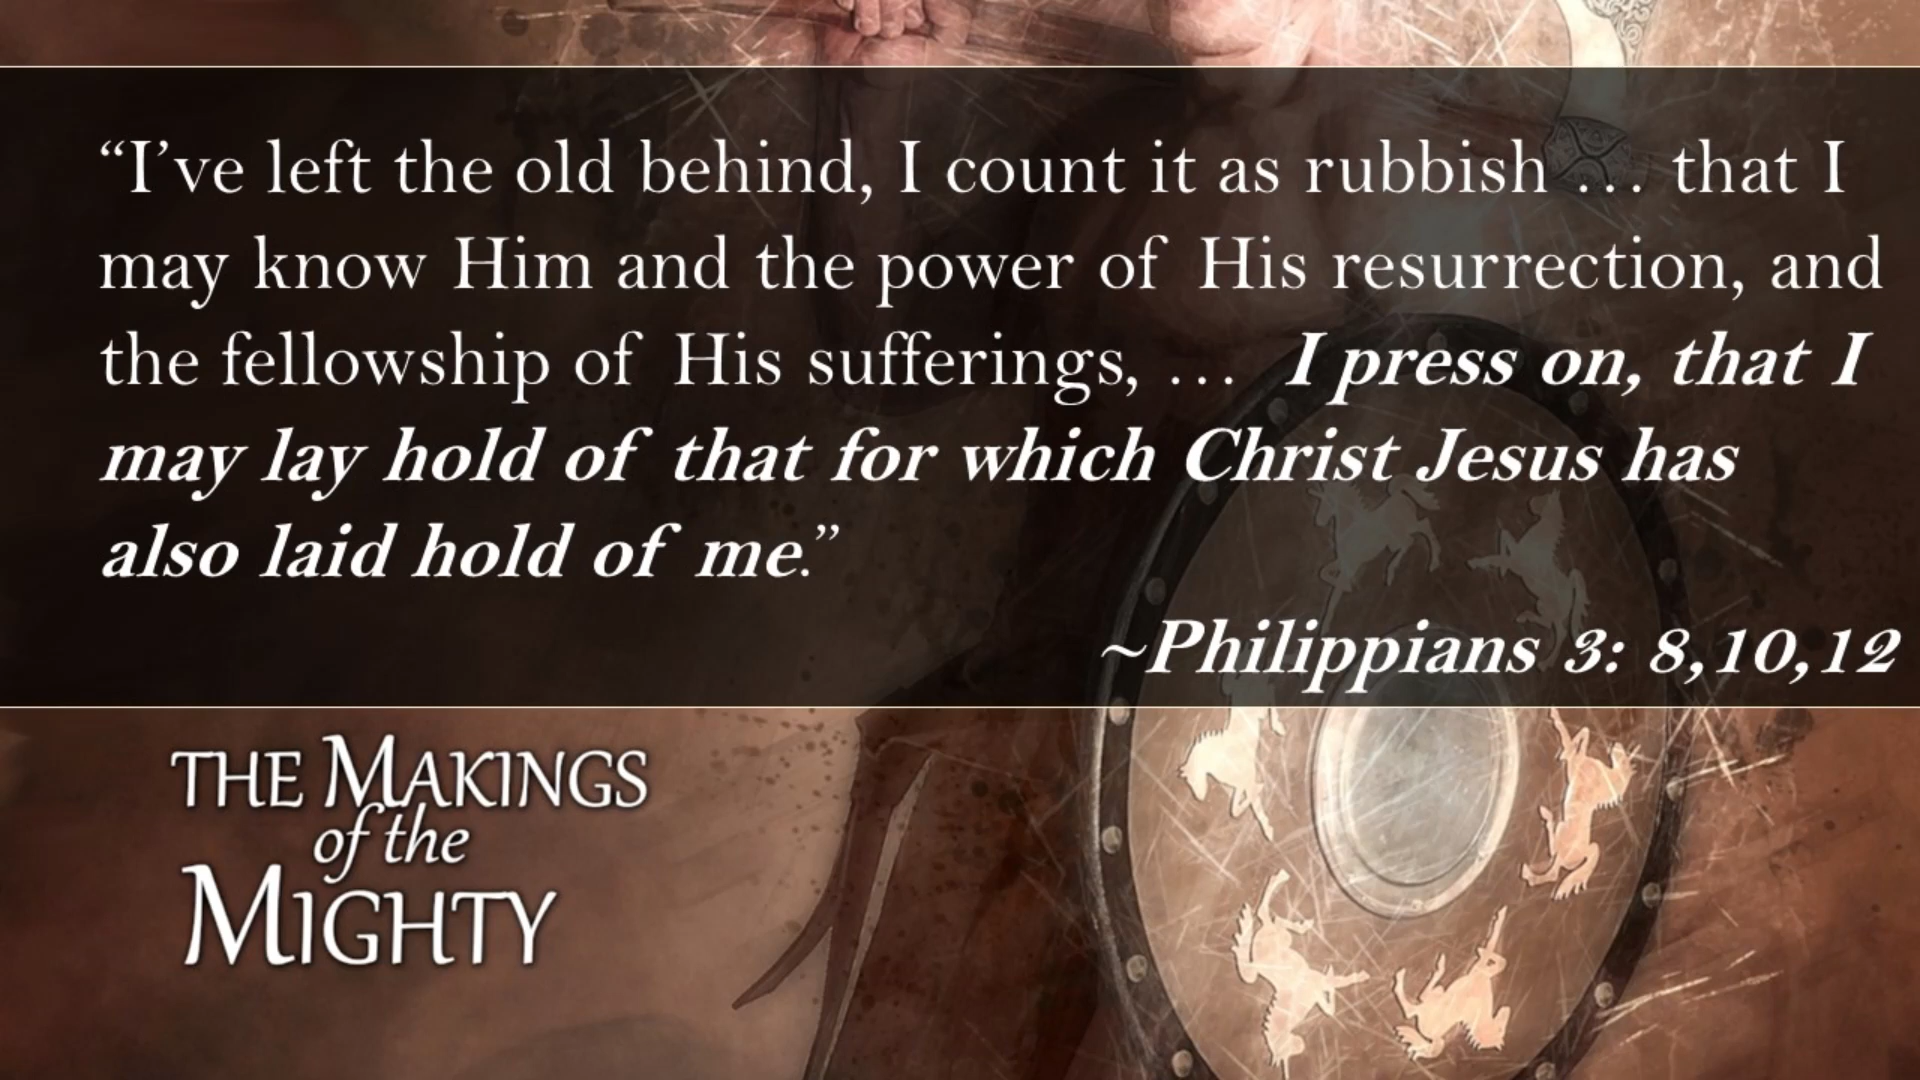 “I’ve left the old behind, I count it as rubbish … that I
may know Him and the power of His resurrection, and
the fellowship of His sufferings, … I press on, that I
may lay hold of that for which Christ Jesus has
also laid hold of me.”
~Philippians 3: 8,10,12
THE MAKINGS
of the
MIGHTY